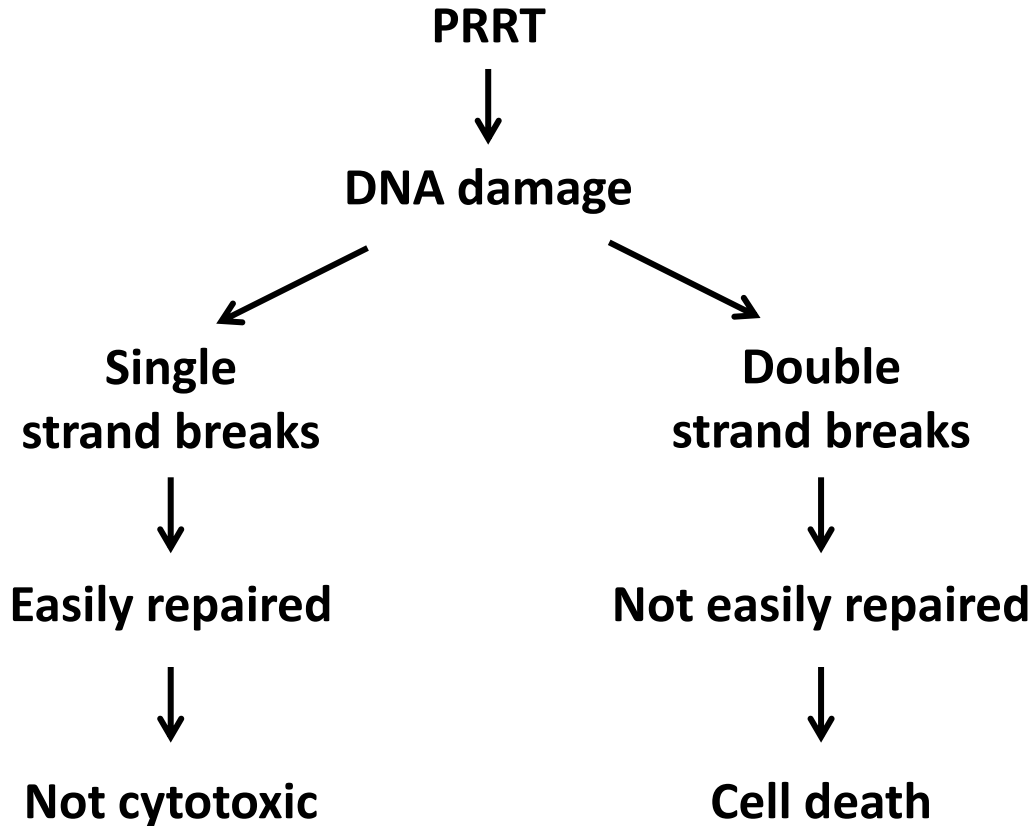 PRRT
DNA damage
Single
strand breaks
Double
strand breaks
Easily repaired
Not easily repaired
Not cytotoxic
Cell death